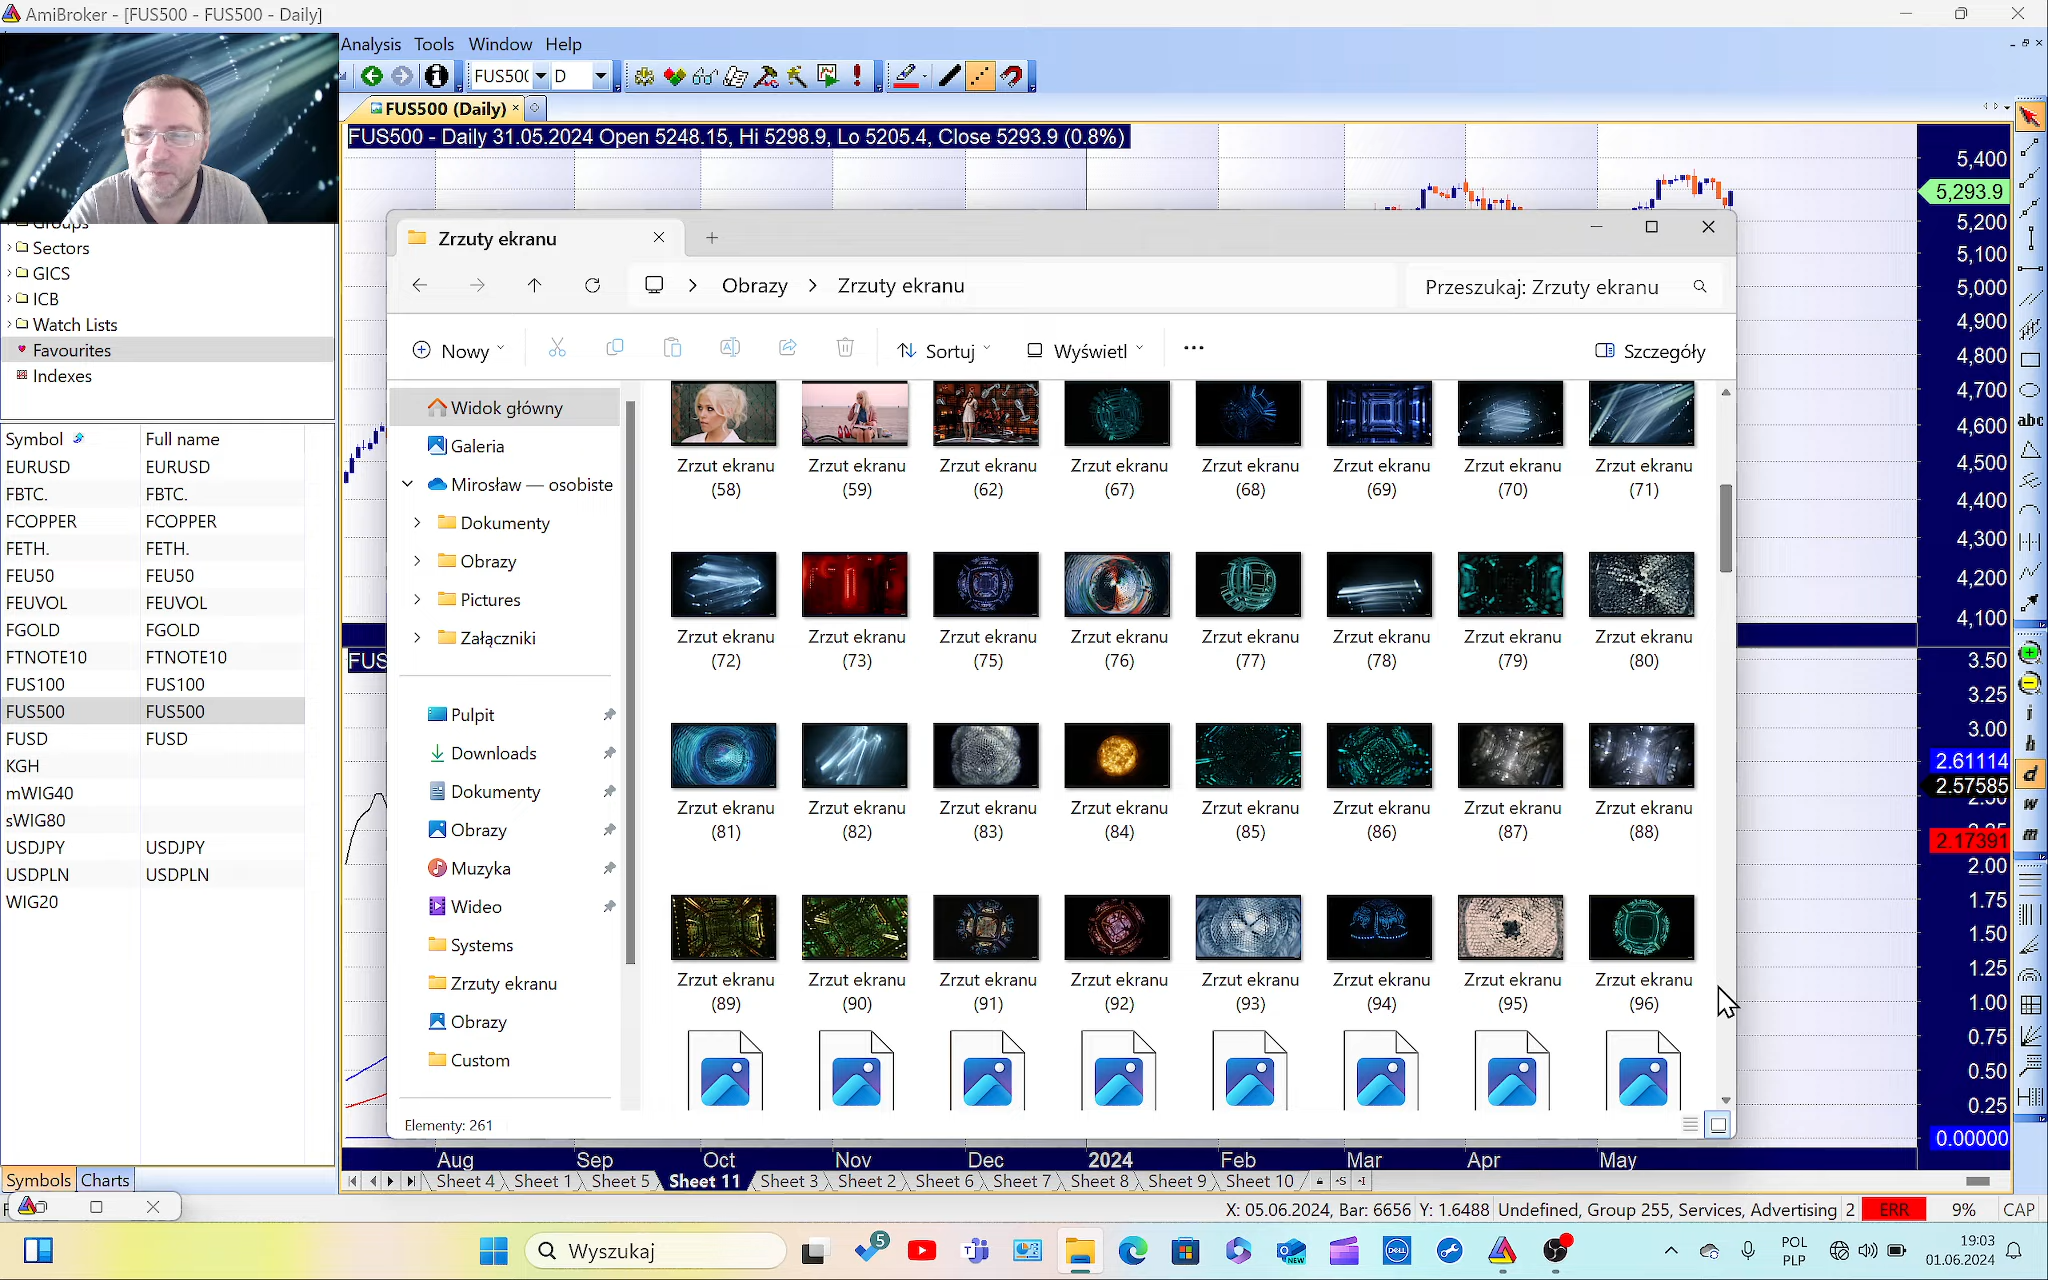 AmiBroker - [FUS500 - FUS500 - Daily]
Analysis Tools Window Help
D
FUS500 (Daily)
FUS500 - Daily 31.05.2024 Open 5248.15, Hi 5298.9, Lo 5205.4, Close 5293.9 (0.8%)
Groups
Sectors
GICS
ICB
Watch Lists
Favourites
Indexes
Symbol Full name
EURUSD EURUSD
FBTC. FBTC.
FCOPPER FCOPPER
FETH. FETH.
FEU50 FEU50
FEUVOL FEUVOL
FGOLD FGOLD
FTNOTE10 FTNOTE10
FUS100 FUS100
FUS500 FUS500
FUSD FUSD
KGH
mWIG40
sWIG80
USDJPY USDJPY
USDPLN USDPLN
WIG20
Symbols Charts
Zrzuty ekranu
Obrazy Zrzuty ekranu
Przeszukaj: Zrzuty ekranu
Nowy Sortuj Wyświetl Szczegóły
Widok główny
Galeria
Mirosław — osobiste
Dokumenty
Obrazy
Pictures
Załączniki
Pulpit
Downloads
Dokumenty
Obrazy
Muzyka
Wideo
Systems
Zrzuty ekranu
Obrazy
Custom
Elementy: 261
Zrzut ekranu (58) Zrzut ekranu (59) Zrzut ekranu (62) Zrzut ekranu (67) Zrzut ekranu (68) Zrzut ekranu (69) Zrzut ekranu (70) Zrzut ekranu (71)
Zrzut ekranu (72) Zrzut ekranu (73) Zrzut ekranu (75) Zrzut ekranu (76) Zrzut ekranu (77) Zrzut ekranu (78) Zrzut ekranu (79) Zrzut ekranu (80)
Zrzut ekranu (81) Zrzut ekranu (82) Zrzut ekranu (83) Zrzut ekranu (84) Zrzut ekranu (85) Zrzut ekranu (86) Zrzut ekranu (87) Zrzut ekranu (88)
Zrzut ekranu (89) Zrzut ekranu (90) Zrzut ekranu (91) Zrzut ekranu (92) Zrzut ekranu (93) Zrzut ekranu (94) Zrzut ekranu (95) Zrzut ekranu (96)
5,400
5,293.9
5,200
5,100
5,000
4,900
4,800
4,700
4,600
4,500
4,400
4,300
4,200
4,100
FUS
3.50
3.25
3.00
2.61114
2.57585
2.17391
2.00
1.75
1.50
1.25
1.00
0.75
0.50
0.25
0.00000
abc
i
h
d
w
m
Aug Sep Oct Nov Dec 2024 Feb Mar Apr May
Sheet 4 Sheet 1 Sheet 5 Sheet 11 Sheet 3 Sheet 2 Sheet 6 Sheet 7 Sheet 8 Sheet 9 Sheet 10
X: 05.06.2024, Bar: 6656 Y: 1.6488 Undefined, Group 255, Services, Advertising 2 ERR 9% CAP
Wyszukaj
5
NEW
DELL
POL
PLP
19:03
01.06.2024